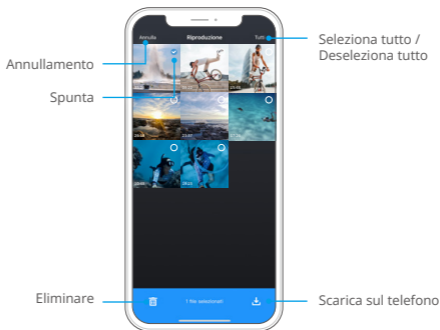 Annulla
Riproduzione
Tutti
Seleziona tutto /
Deseleziona tutto
Annullamento
Spunta
1 file selezionati
Eliminare
Scarica sul telefono